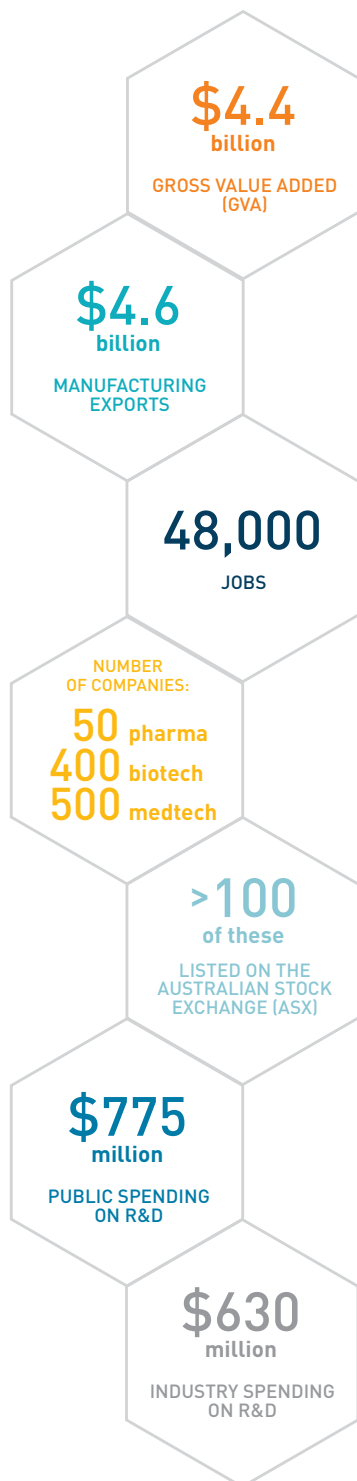 $4.4
billion
GROSS VALUE ADDED
(GVA)
$4.6
billion
MANUFACTURING
EXPORTS
48,000
JOBS
NUMBER
OF COMPANIES:
50 pharma
400 biotech
500 medtech
>100
of these
LISTED ON THE
AUSTRALIAN STOCK
EXCHANGE (ASX)
$775
million
PUBLIC SPENDING
ON R&D
$630
million
INDUSTRY SPENDING
ON R&D